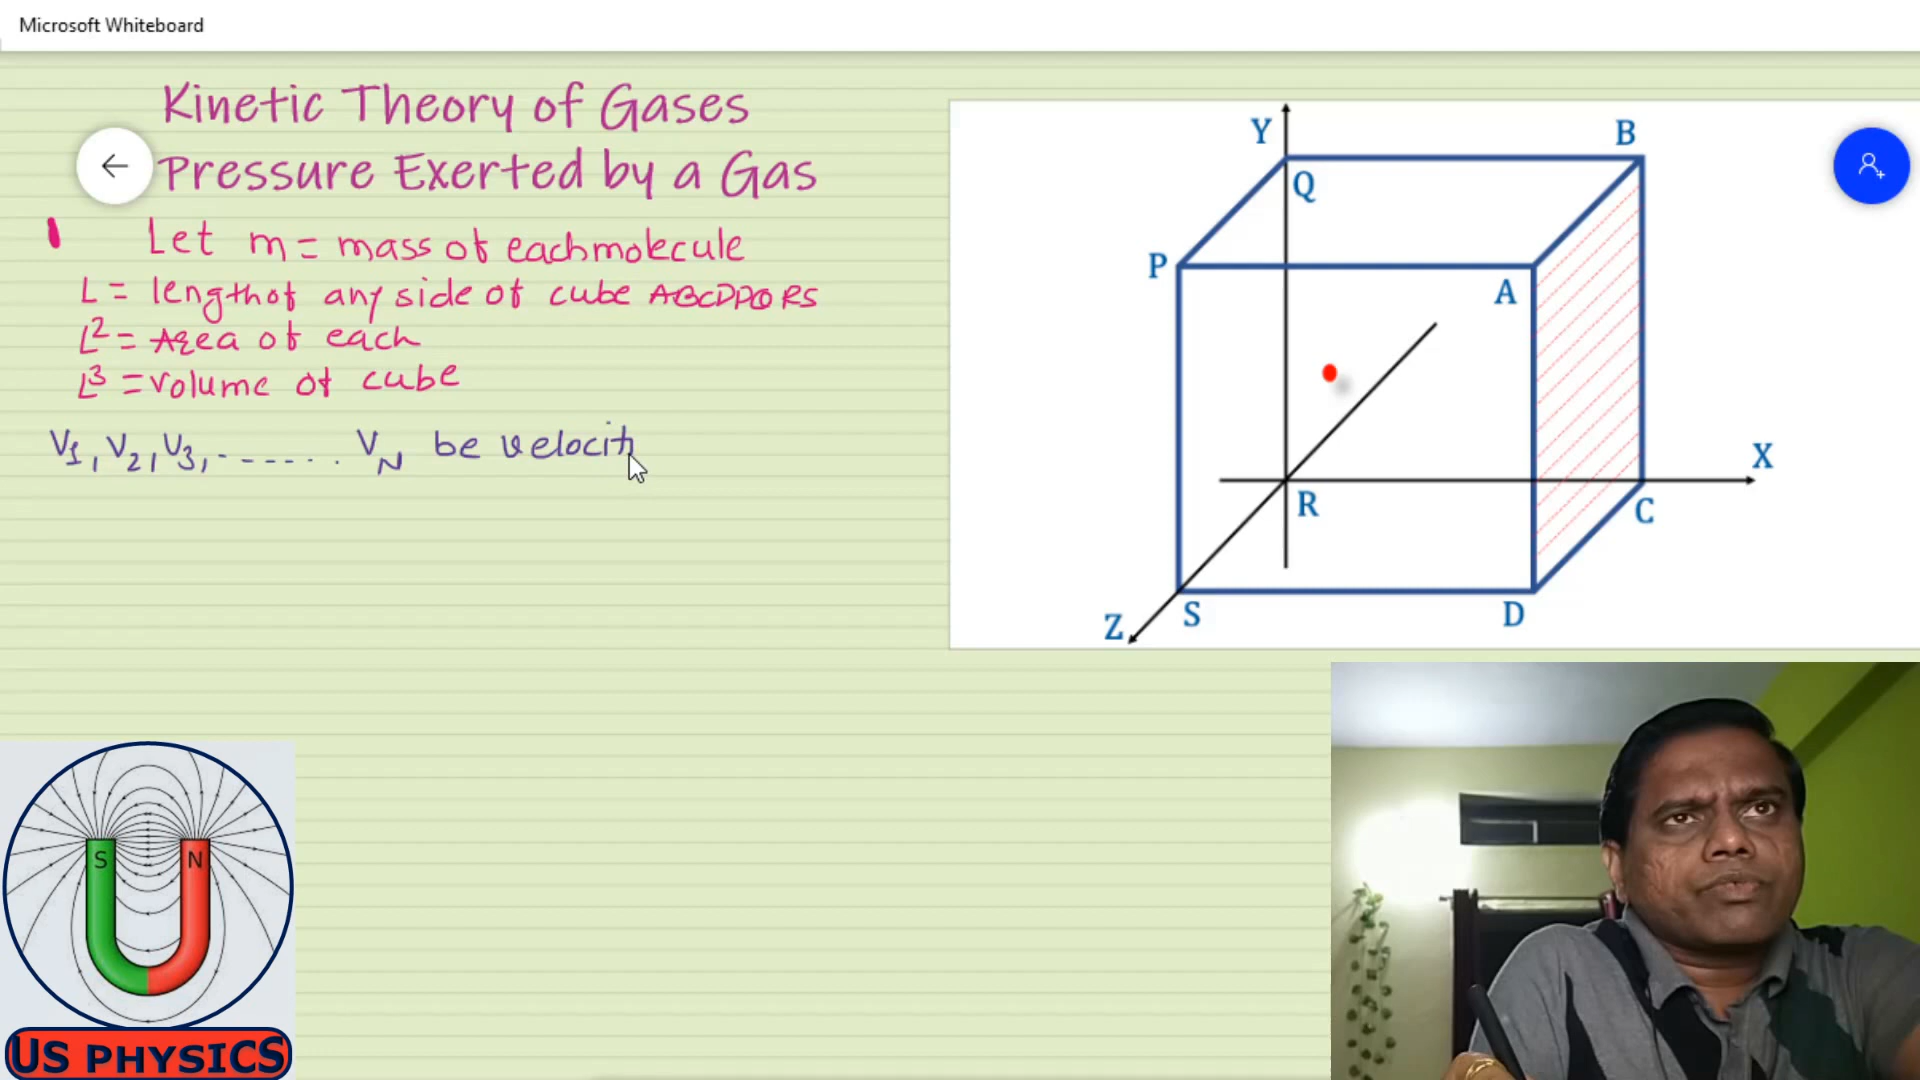 Microsoft Whiteboard
Kinetic Theory of Gases
Pressure Exerted by a Gas
Let m = mass of each molecule
L = length of any side of cube ABCDPQRS
L² = Area of each
L³ = volume of cube
V1, V2, V3, ....... VN be velocit
Y
B
Q
P
A
X
R
C
S
D
Z
S N
US PHYSICS